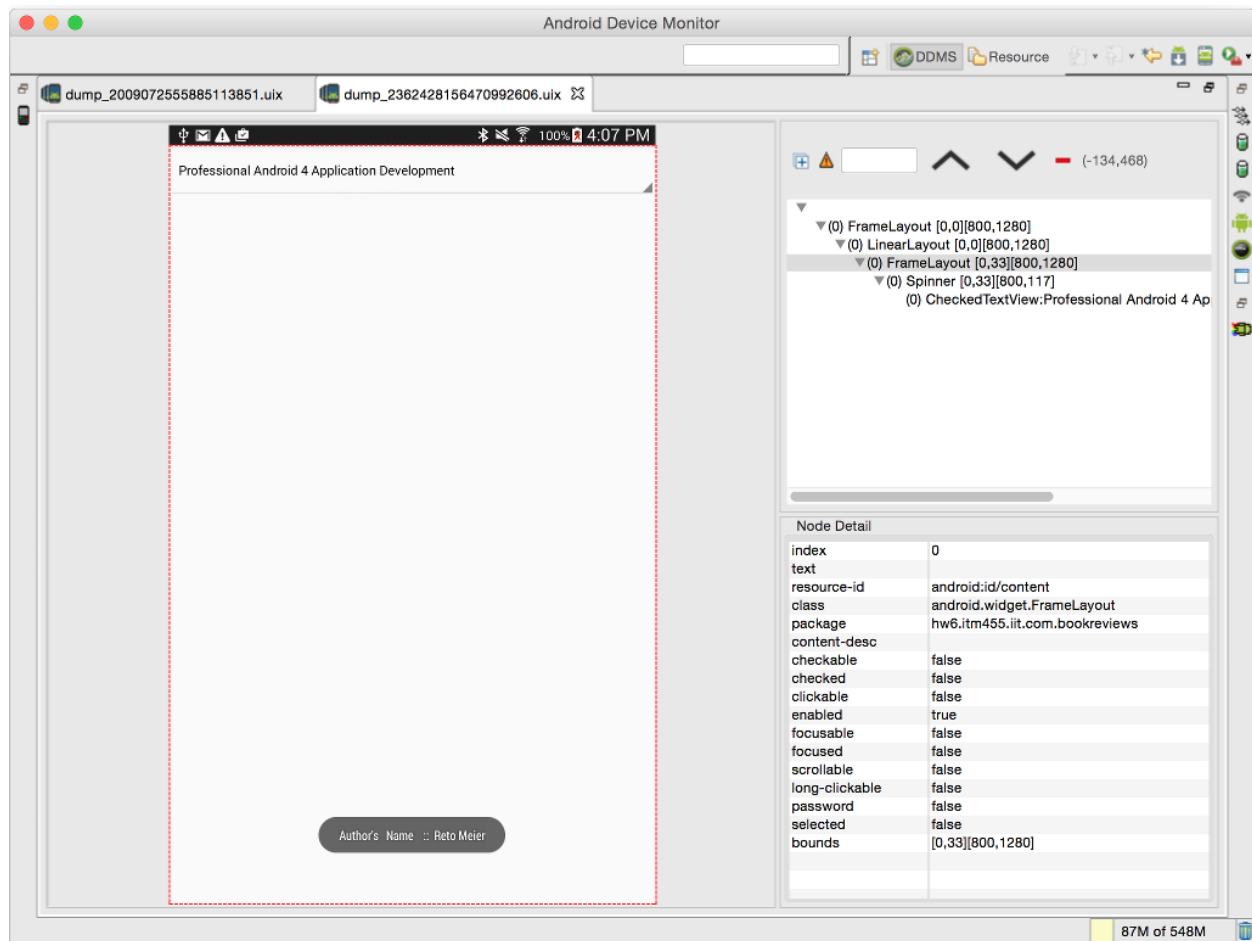 Android Device Monitor
DDMS Resource
dump_2009072555885113851.uix dump_2362428156470992606.uix
100% 4:07 PM
Professional Android 4 Application Development
Author's Name :: Reto Meier
(-134,468)
(0) FrameLayout [0,0][800,1280]
(0) LinearLayout [0,0][800,1280]
(0) FrameLayout [0,33][800,1280]
(0) Spinner [0,33][800,117]
(0) CheckedTextView:Professional Android 4 Ap
Node Detail
index 0
text
resource-id android:id/content
class android.widget.FrameLayout
package hw6.itm455.iit.com.bookreviews
content-desc
checkable false
checked false
clickable false
enabled true
focusable false
focused false
scrollable false
long-clickable false
password false
selected false
bounds [0,33][800,1280]
87M of 548M